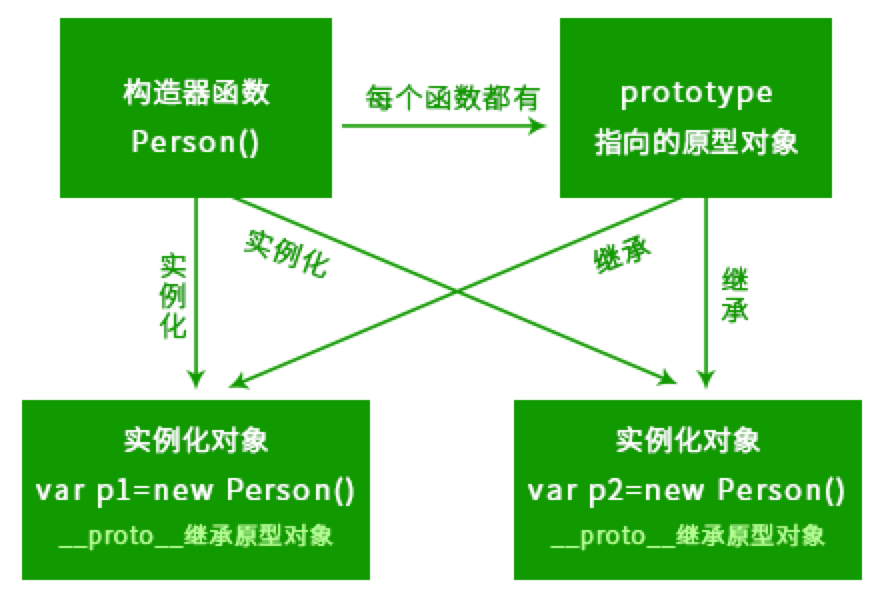 构造器函数
Person()
每个函数都有
prototype
指向的原型对象
实例化
实例化
继承
继承
实例化对象
var p1=new Person()
__proto__继承原型对象
实例化对象
var p2=new Person()
__proto__继承原型对象